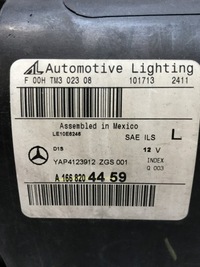 AL Automotive Lighting
F 00H TM3 023 08 101713 2411
Assembled in Mexico
LE10E6246 SAE ILS L
D1S 12 V
YAP4123912 ZGS 001 INDEX
Q 003
A 166 820 44 59